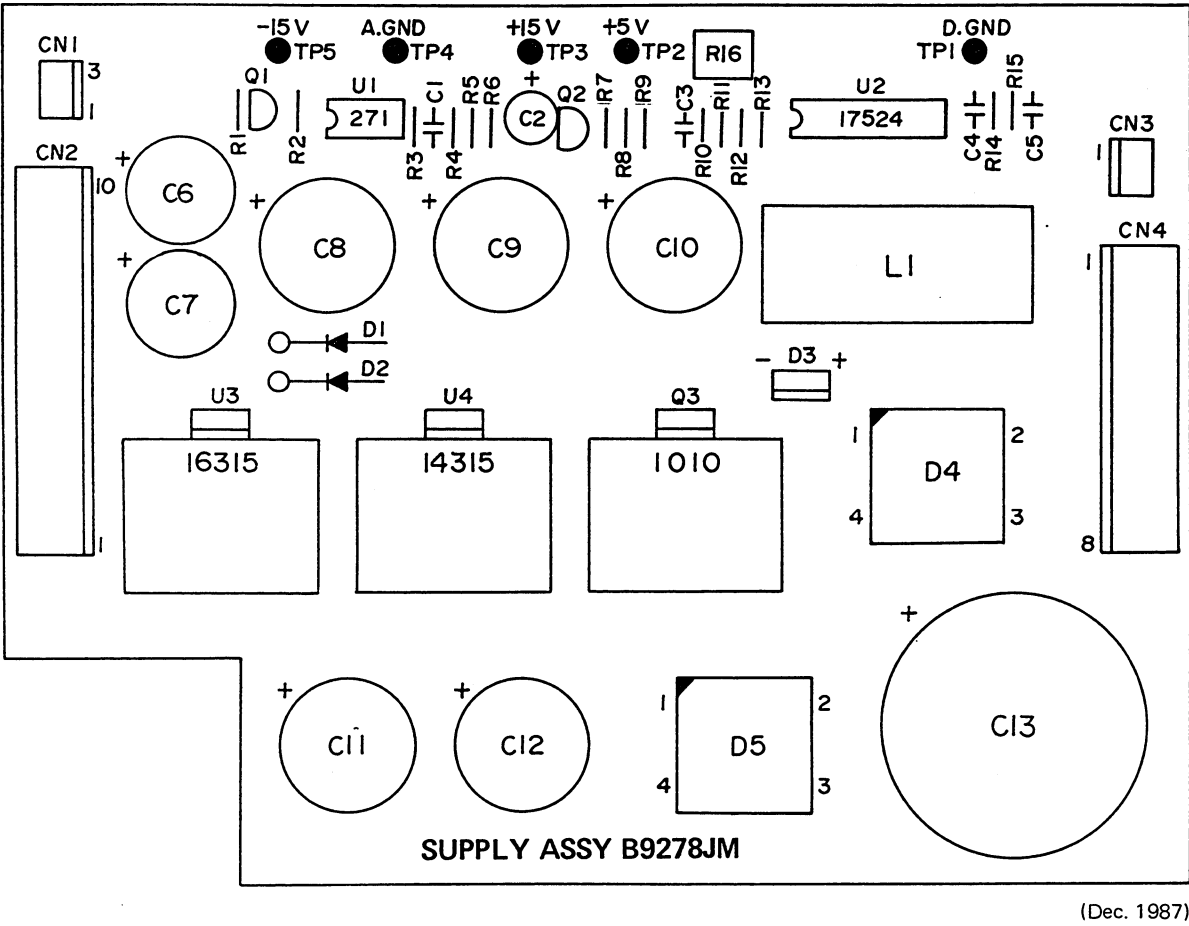 -15V A.GND +15V +5V D.GND
CN1 TP5 TP4 TP3 TP2 R16 TP1
3
1
Q1 U1 C1 R5 R6 + Q2 R7 R9 C3 R11 R13 U2 R15
271 C2 17524
R1 R2 R3 R4 R8 R10 R12 C4 R14 C5
CN3
1
CN2
10
1
+ C6
+ C7
+ C8
+ C9
+ C10
L1
CN4
1
8
D1
D2
- D3 +
U3 U4 Q3
16315 14315 1010
1 2
D4
4 3
+ C11
+ C12
1 2
D5
4 3
+ C13
SUPPLY ASSY B9278JM
(Dec. 1987)